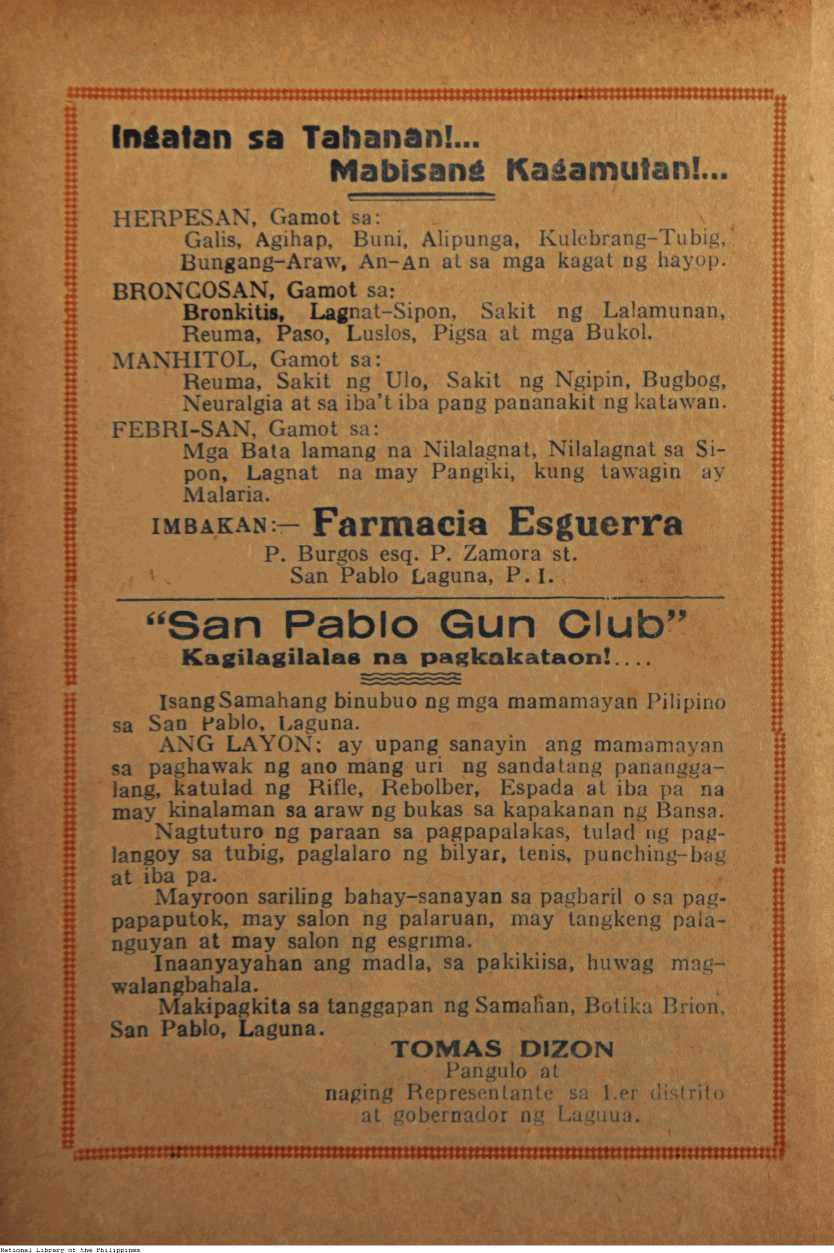 Ingatan sa Tahanan!...
Mabisang Kagamutan!...
HERPESAN, Gamot sa:
Galis, Agihap, Buni, Alipunga, Kulebrang-Tubig,
Bungang-Araw, An-An at sa mga kagat ng hayop.
BRONCOSAN, Gamot sa:
Bronkitis, Lagnat-Sipon, Sakit ng Lalamunan,
Reuma, Paso, Luslos, Pigsa at mga Bukol.
MANHITOL, Gamot sa:
Reuma, Sakit ng Ulo, Sakit ng Ngipin, Bugbog,
Neuralgia at sa iba't iba pang pananakit ng katawan.
FEBRI-SAN, Gamot sa:
Mga Bata lamang na Nilalagnat, Nilalagnat sa Si-
pon, Lagnat na may Pangiki, kung tawagin ay
Malaria.
IMBAKAN:— Farmacia Esguerra
P. Burgos esq. P. Zamora st.
San Pablo Laguna, P. I.
"San Pablo Gun Club"
Kagilagilalas na pagkakataon!....
Isang Samahang binubuo ng mga mamamayan Pilipino
sa San Pablo, Laguna.
ANG LAYON: ay upang sanayin ang mamamayan
sa paghawak ng ano mang uri ng sandatang panangga-
lang, katulad ng Rifle, Rebolber, Espada at iba pa na
may kinalaman sa araw ng bukas sa kapakanan ng Bansa.
Nagtuturo ng paraan sa pagpapalakas, tulad ng pag-
langoy sa tubig, paglalaro ng bilyar, tenis, punching-bag
at iba pa.
Mayroon sariling bahay-sanayan sa pagbaril o sa pag-
papaputok, may salon ng palaruan, may tangkeng pala-
nguyan at may salon ng esgrima.
Inaanyayahan ang madla, sa pakikiisa, huwag mag-
walangbahala.
Makipagkita sa tanggapan ng Samahan, Botika Brion,
San Pablo, Laguna.
TOMAS DIZON
Pangulo at
naging Representante sa 1.er distrito
at gobernador ng Laguua.
National Library of the Philippines